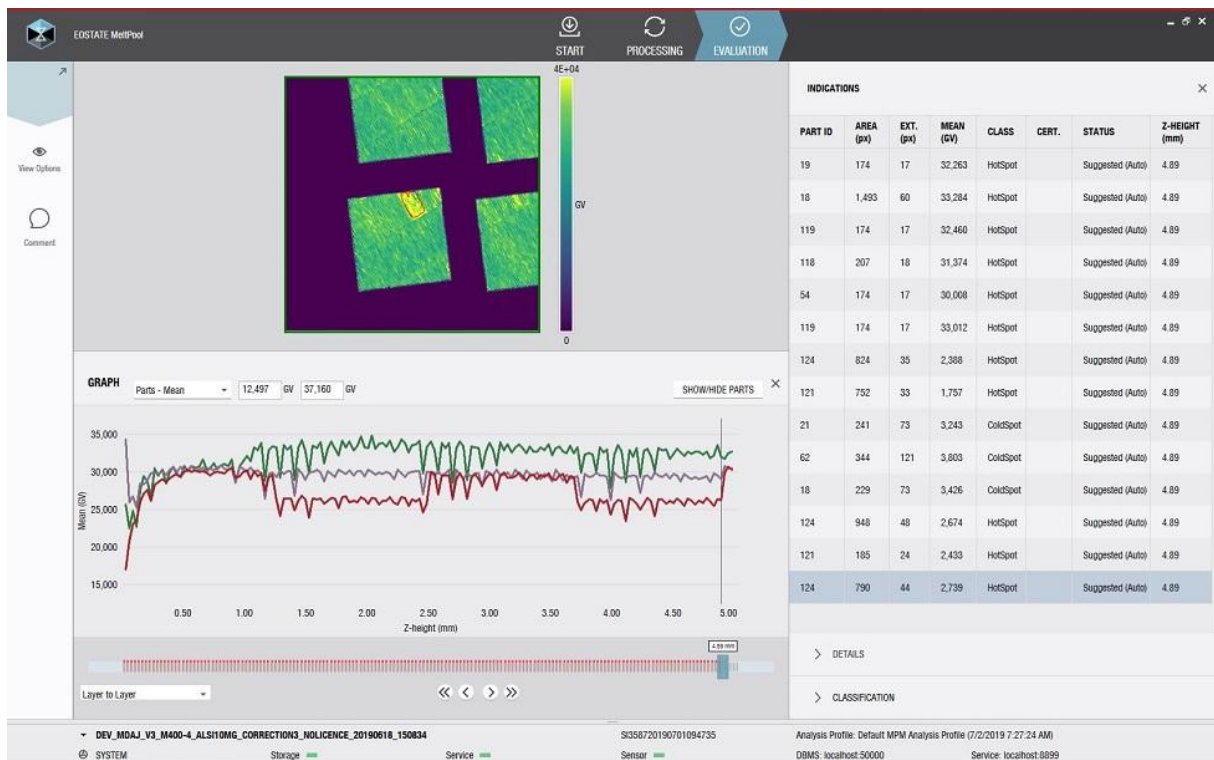 EOSTATE MeltPool
START
PROCESSING
EVALUATION
View Options
Comment
4E+04
GV
0
INDICATIONS
PART ID AREA (px) EXT. (px) MEAN (GV) CLASS CERT. STATUS Z-HEIGHT (mm)
19 174 17 32,263 HotSpot Suggested (Auto) 4.89
18 1,493 60 33,284 HotSpot Suggested (Auto) 4.89
119 174 17 32,460 HotSpot Suggested (Auto) 4.89
118 207 18 31,374 HotSpot Suggested (Auto) 4.89
54 174 17 30,008 HotSpot Suggested (Auto) 4.89
119 174 17 33,012 HotSpot Suggested (Auto) 4.89
124 824 35 2,388 HotSpot Suggested (Auto) 4.89
121 752 33 1,757 HotSpot Suggested (Auto) 4.89
21 241 73 3,243 ColdSpot Suggested (Auto) 4.89
62 344 121 3,803 ColdSpot Suggested (Auto) 4.89
18 229 73 3,426 ColdSpot Suggested (Auto) 4.89
124 948 48 2,674 HotSpot Suggested (Auto) 4.89
121 185 24 2,433 HotSpot Suggested (Auto) 4.89
124 790 44 2,739 HotSpot Suggested (Auto) 4.89
DETAILS
CLASSIFICATION
GRAPH Parts - Mean 12,497 GV 37,160 GV SHOW/HIDE PARTS
35,000
30,000
25,000
20,000
15,000
Mean (GV)
0.50 1.00 1.50 2.00 2.50 3.00 3.50 4.00 4.50 5.00
Z-height (mm)
4.89 mm
Layer to Layer
DEV_MDAJ_V3_M400-4_ALSI10MG_CORRECTION3_NOLICENCE_20190618_150834 SI358720190701094735 Analysis Profile: Default MPM Analysis Profile (7/2/2019 7:27:24 AM)
SYSTEM Storage Service Sensor DBMS: localhost:50000 Service: localhost:8899